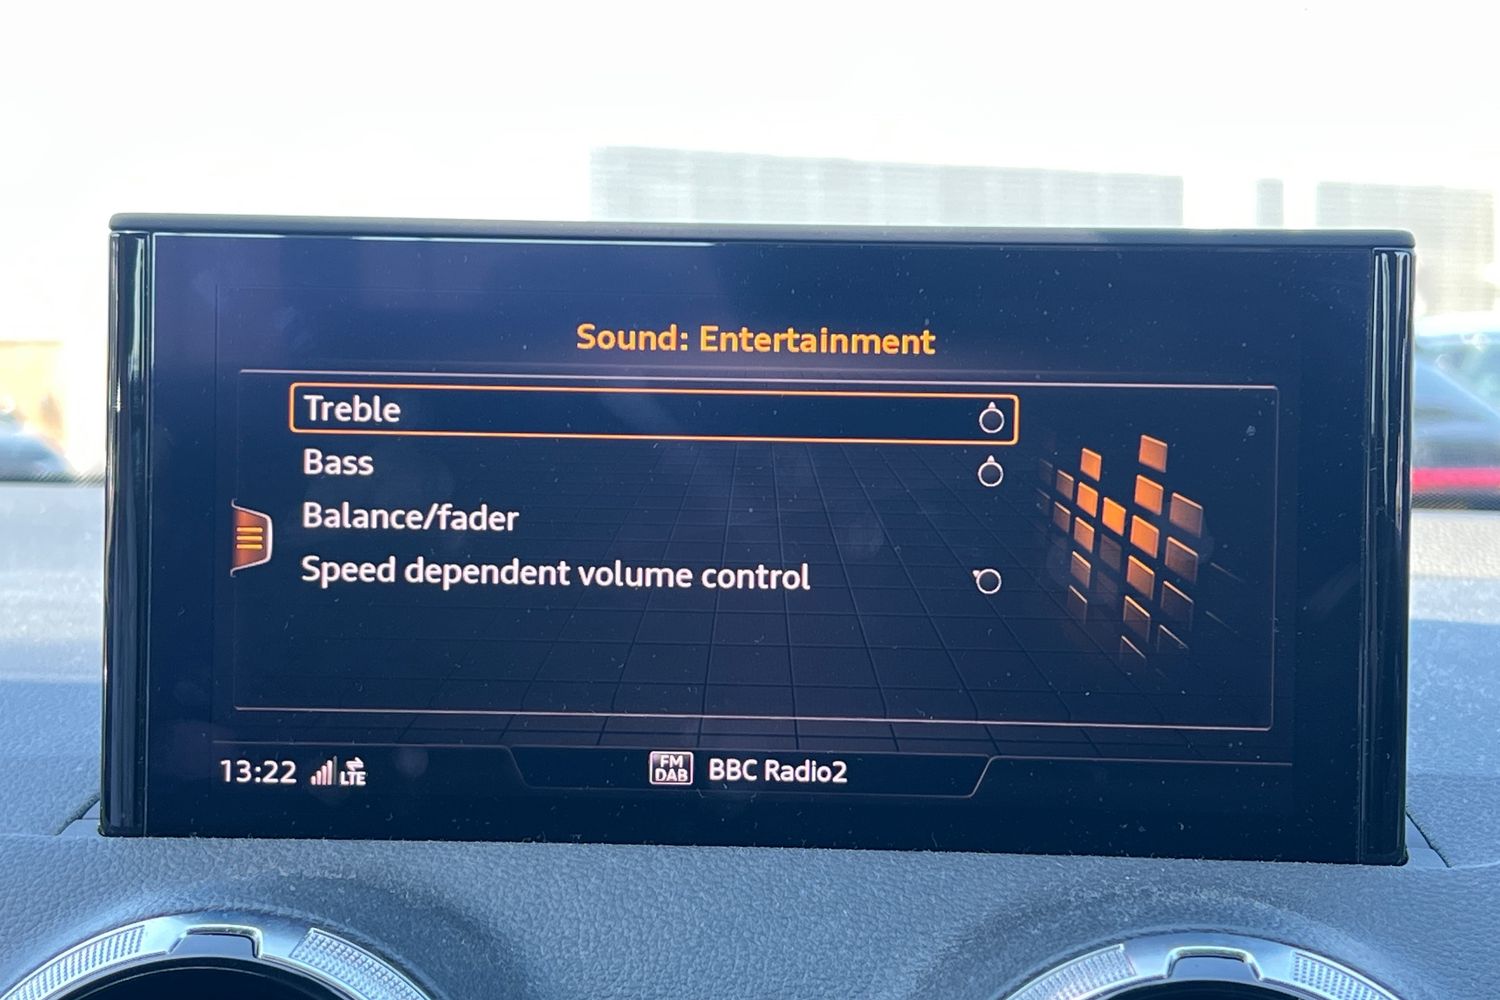 Sound: Entertainment
Treble
Bass
Balance/fader
Speed dependent volume control
13:22 LTE FM DAB BBC Radio2